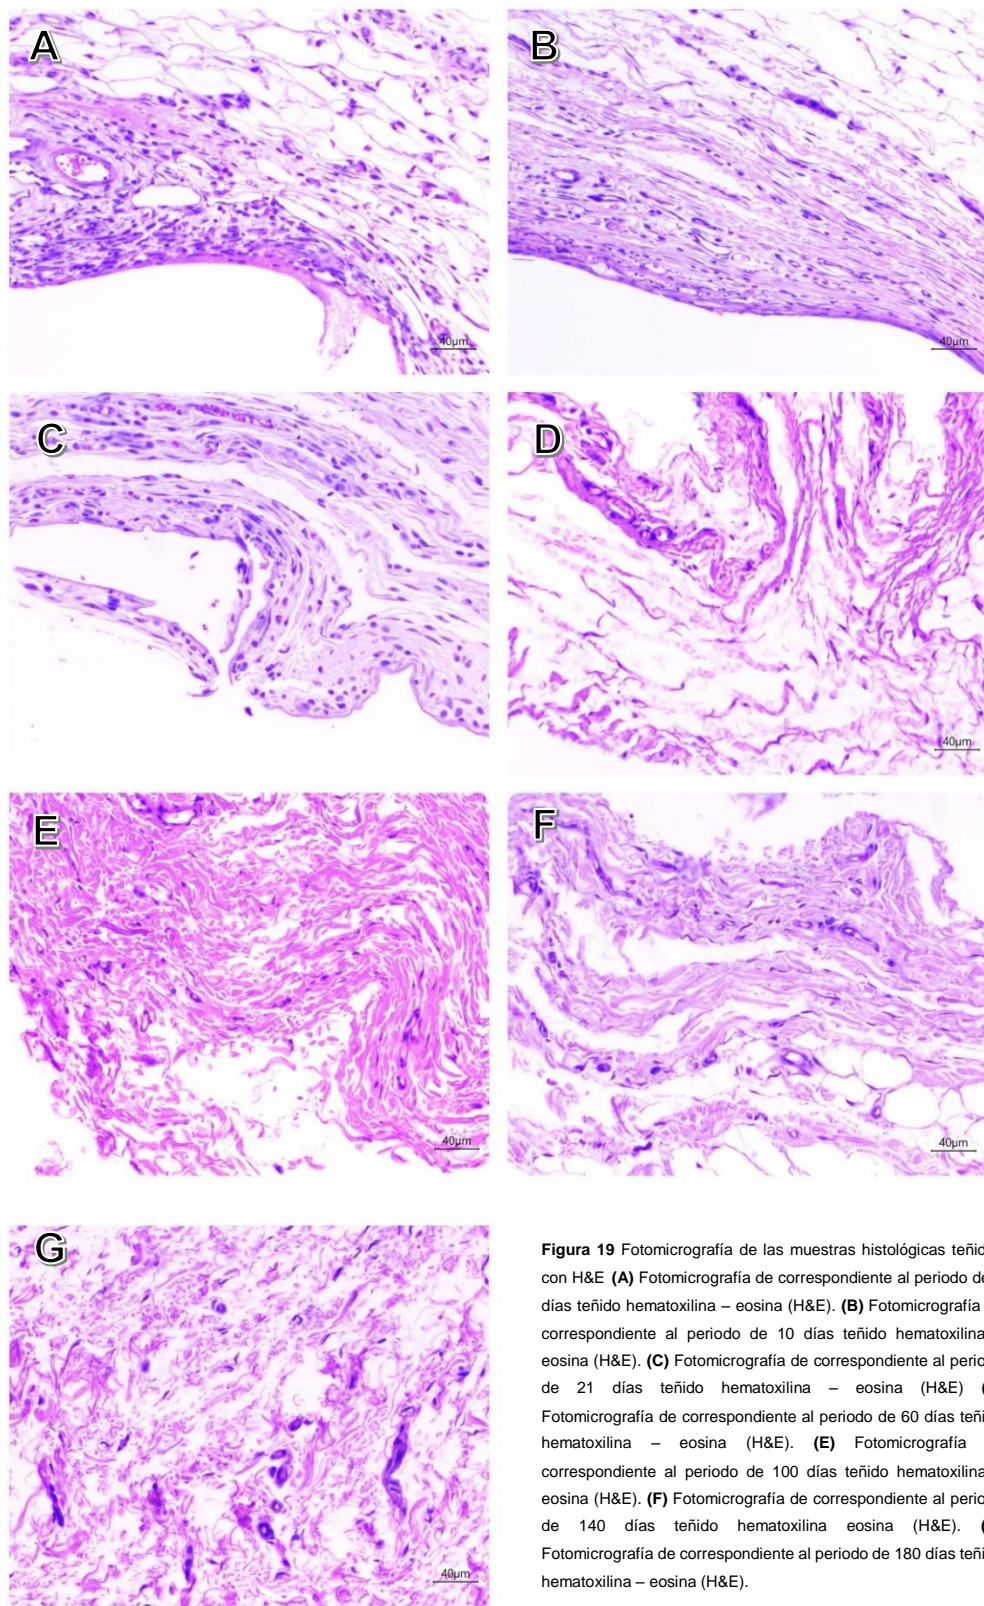 A
B
40µm
40µm
C
D
40µm
E
F
40µm
40µm
G
40µm
Figura 19 Fotomicrografía de las muestras histológicas teñid
con H&E (A) Fotomicrografía de correspondiente al periodo de
días teñido hematoxilina – eosina (H&E). (B) Fotomicrografía
correspondiente al periodo de 10 días teñido hematoxilina
eosina (H&E). (C) Fotomicrografía de correspondiente al perio
de 21 días teñido hematoxilina – eosina (H&E) (
Fotomicrografía de correspondiente al periodo de 60 días teñi
hematoxilina – eosina (H&E). (E) Fotomicrografía
correspondiente al periodo de 100 días teñido hematoxilina
eosina (H&E). (F) Fotomicrografía de correspondiente al perio
de 140 días teñido hematoxilina eosina (H&E). (
Fotomicrografía de correspondiente al periodo de 180 días teñi
hematoxilina – eosina (H&E).